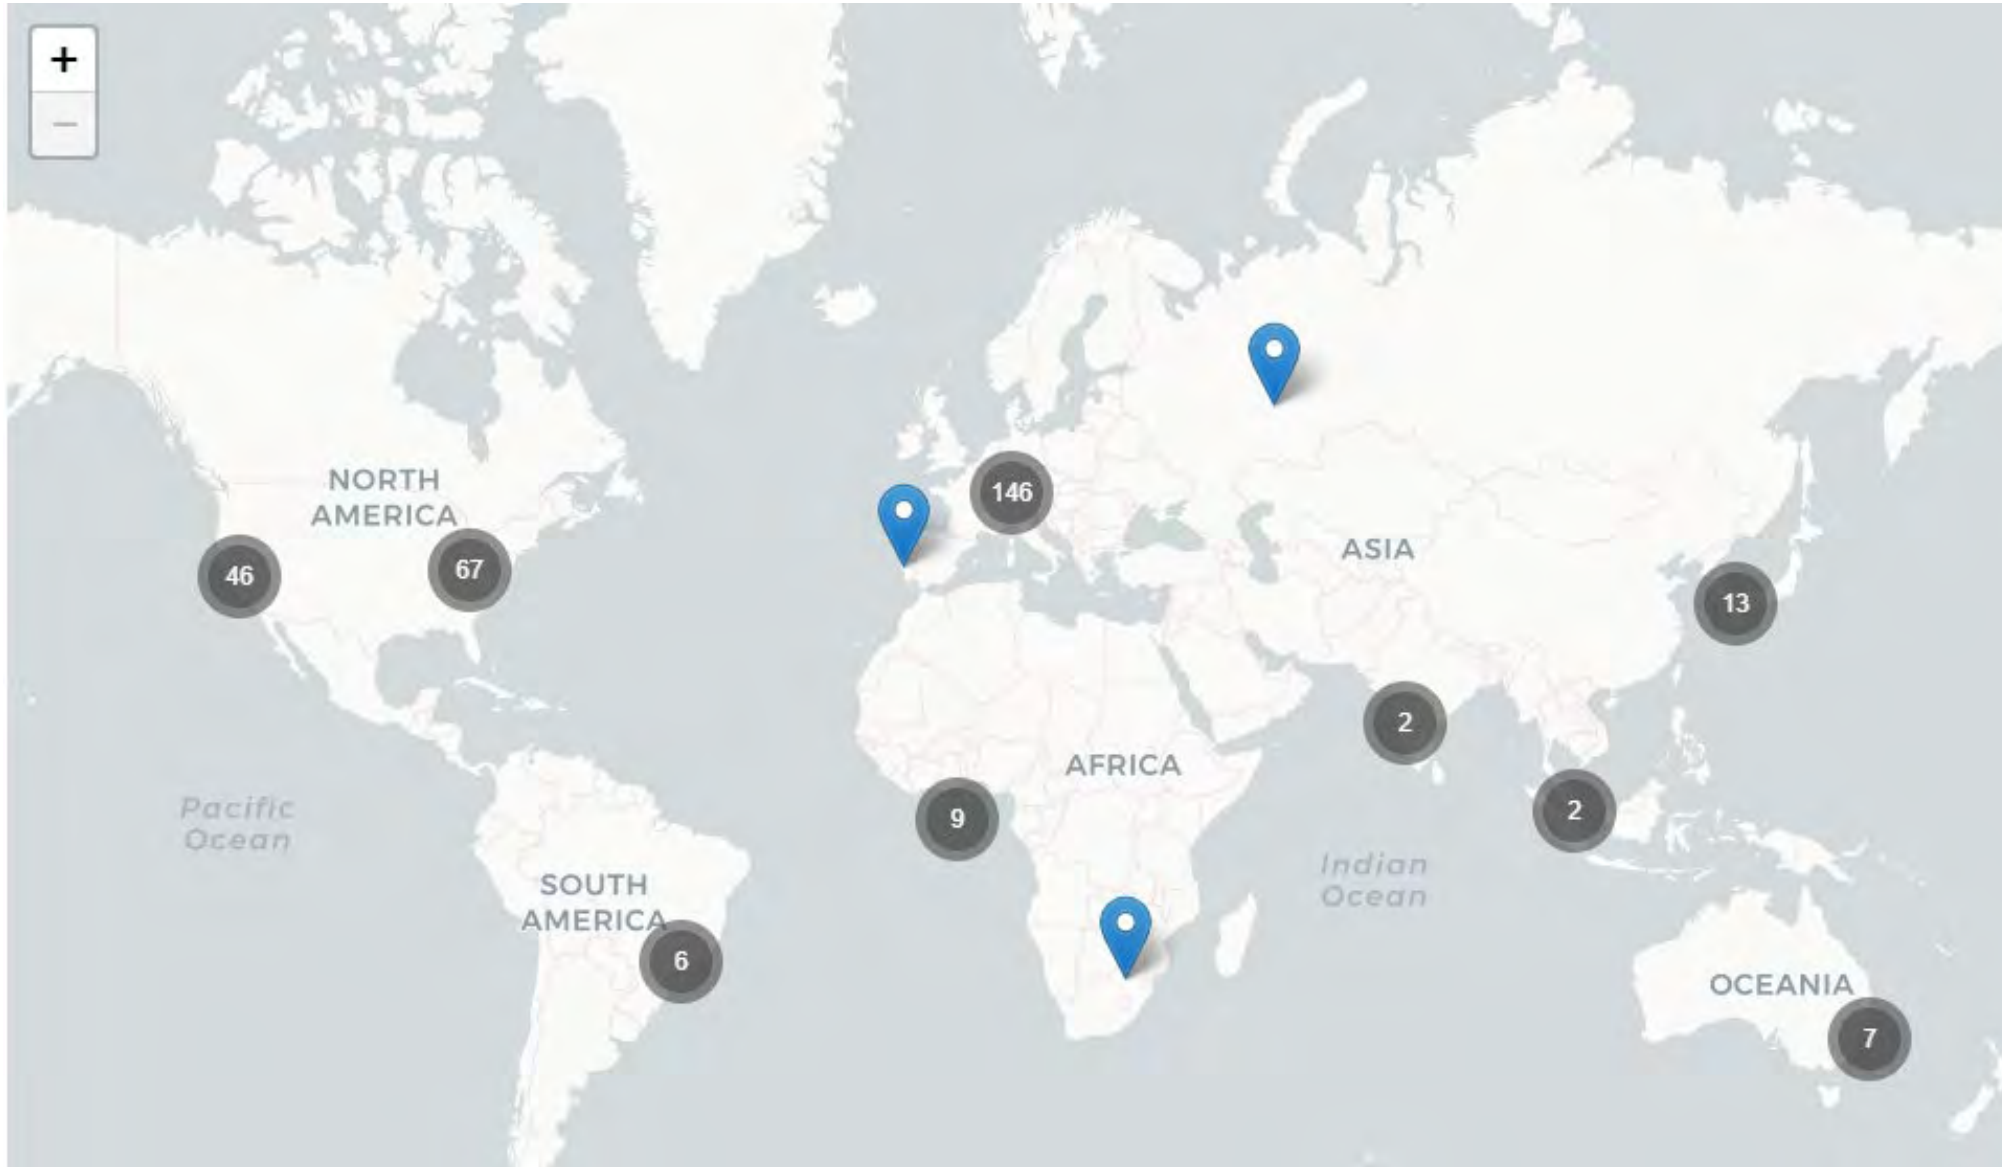 +
−
NORTH
AMERICA
146
46
67
ASIA
13
2
AFRICA
9
2
Pacific
Ocean
SOUTH
AMERICA
6
Indian
Ocean
OCEANIA
7